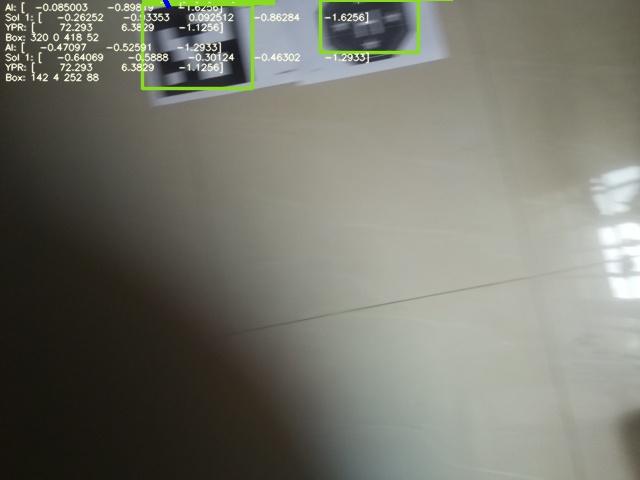 AI: [ -0.085003 -0.89819 -1.6256]
Sol 1: [ -0.26252 -0.93353 0.092512 -0.86284 -1.6256]
YPR: [ 72.293 6.3829 -1.1256]
Box: 320 0 418 52
AI: [ -0.47097 -0.52591 -1.2933]
Sol 1: [ -0.64069 -0.5888 -0.30124 -0.46302 -1.2933]
YPR: [ 72.293 6.3829 -1.1256]
Box: 142 4 252 88